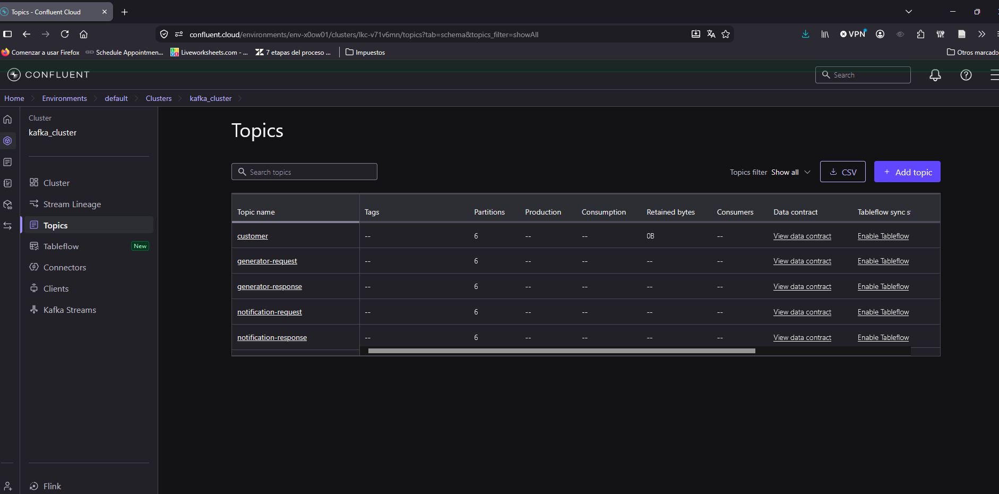 Topics - Confluent Cloud
confluent.cloud/environments/env-x0ow01/clusters/lkc-v71v6mn/topics?tab=schema&topics_filter=showAll
VPN
Comenzar a usar Firefox
Schedule Appointmen...
Liveworksheets.com - ...
7 etapas del proceso ...
Impuestos
Otros marcado
CONFLUENT
Search
Home
Environments
default
Clusters
kafka_cluster
Cluster
kafka_cluster
Cluster
Stream Lineage
Topics
Tableflow New
Connectors
Clients
Kafka Streams
Flink
Topics
Search topics
Topics filter Show all
CSV
+ Add topic
Topic name Tags Partitions Production Consumption Retained bytes Consumers Data contract Tableflow sync s
customer -- 6 -- -- 0B -- View data contract Enable Tableflow
generator-request -- 6 -- -- -- -- View data contract Enable Tableflow
generator-response -- 6 -- -- -- -- View data contract Enable Tableflow
notification-request -- 6 -- -- -- -- View data contract Enable Tableflow
notification-response -- 6 -- -- -- -- View data contract Enable Tableflow